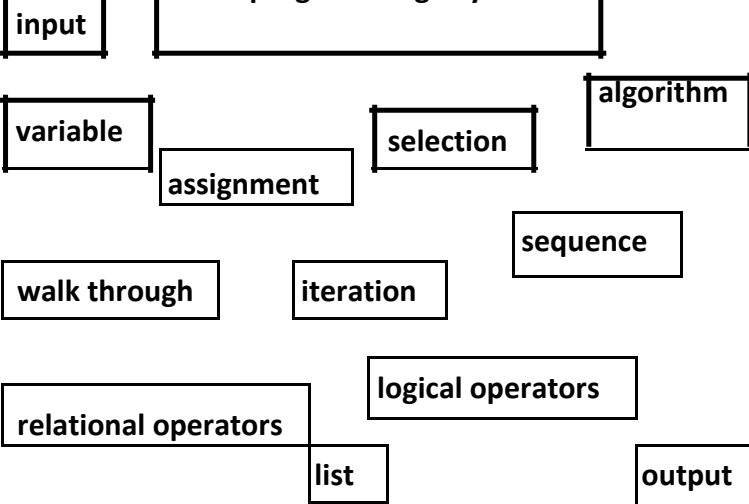 input
variable
algorithm
selection
assignment
sequence
walk through
iteration
logical operators
relational operators
list
output